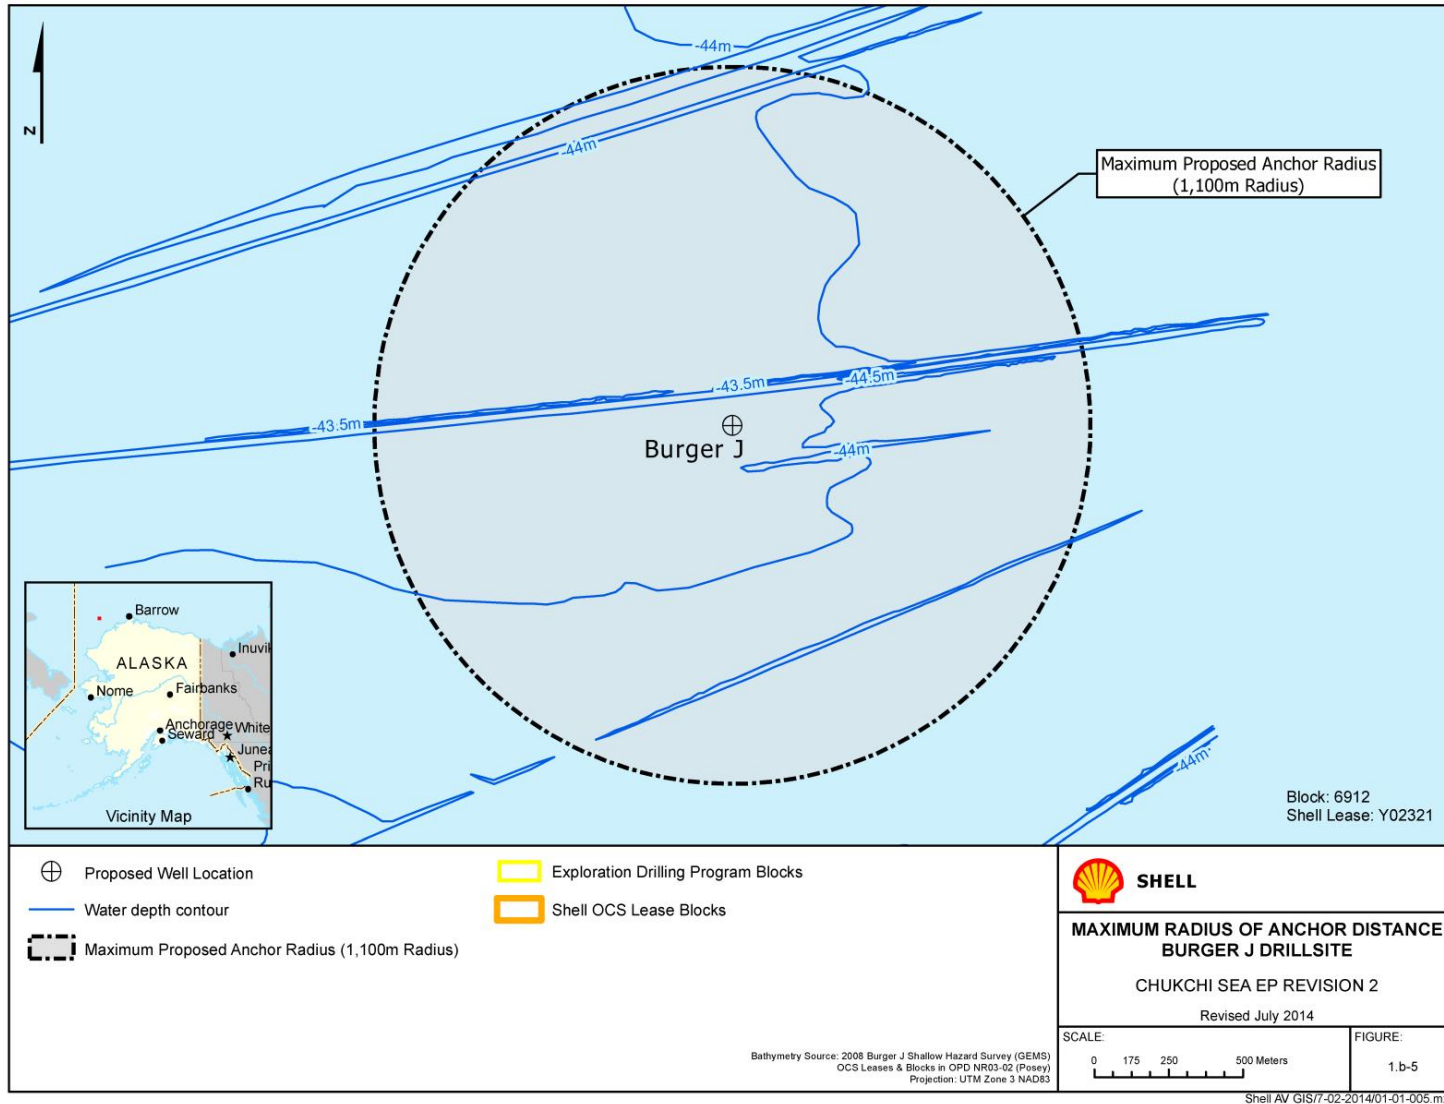 -44m
N
-44m
Maximum Proposed Anchor Radius
(1,100m Radius)
-43.5m
-44.5m
-43.5m
Burger J
-44m
-44m
Barrow
Inuvik
ALASKA
Nome
Fairbanks
Anchorage
White
Seward
Junea
Pri
Ru
Vicinity Map
Block: 6912
Shell Lease: Y02321
Proposed Well Location
Exploration Drilling Program Blocks
Water depth contour
Shell OCS Lease Blocks
Maximum Proposed Anchor Radius (1,100m Radius)
SHELL
MAXIMUM RADIUS OF ANCHOR DISTANCE
BURGER J DRILLSITE
CHUKCHI SEA EP REVISION 2
Revised July 2014
SCALE:
0 175 250 500 Meters
FIGURE:
1.b-5
Bathymetry Source: 2008 Burger J Shallow Hazard Survey (GEMS)
OCS Leases & Blocks in OPD NR03-02 (Posey)
Projection: UTM Zone 3 NAD83
Shell AV GIS/7-02-2014/01-01-005.m